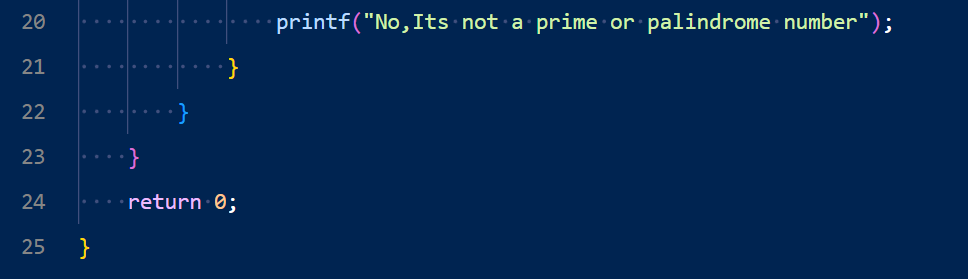 20 printf("No,Its not a prime or palindrome number");
21 }
22 }
23 }
24 return 0;
25 }